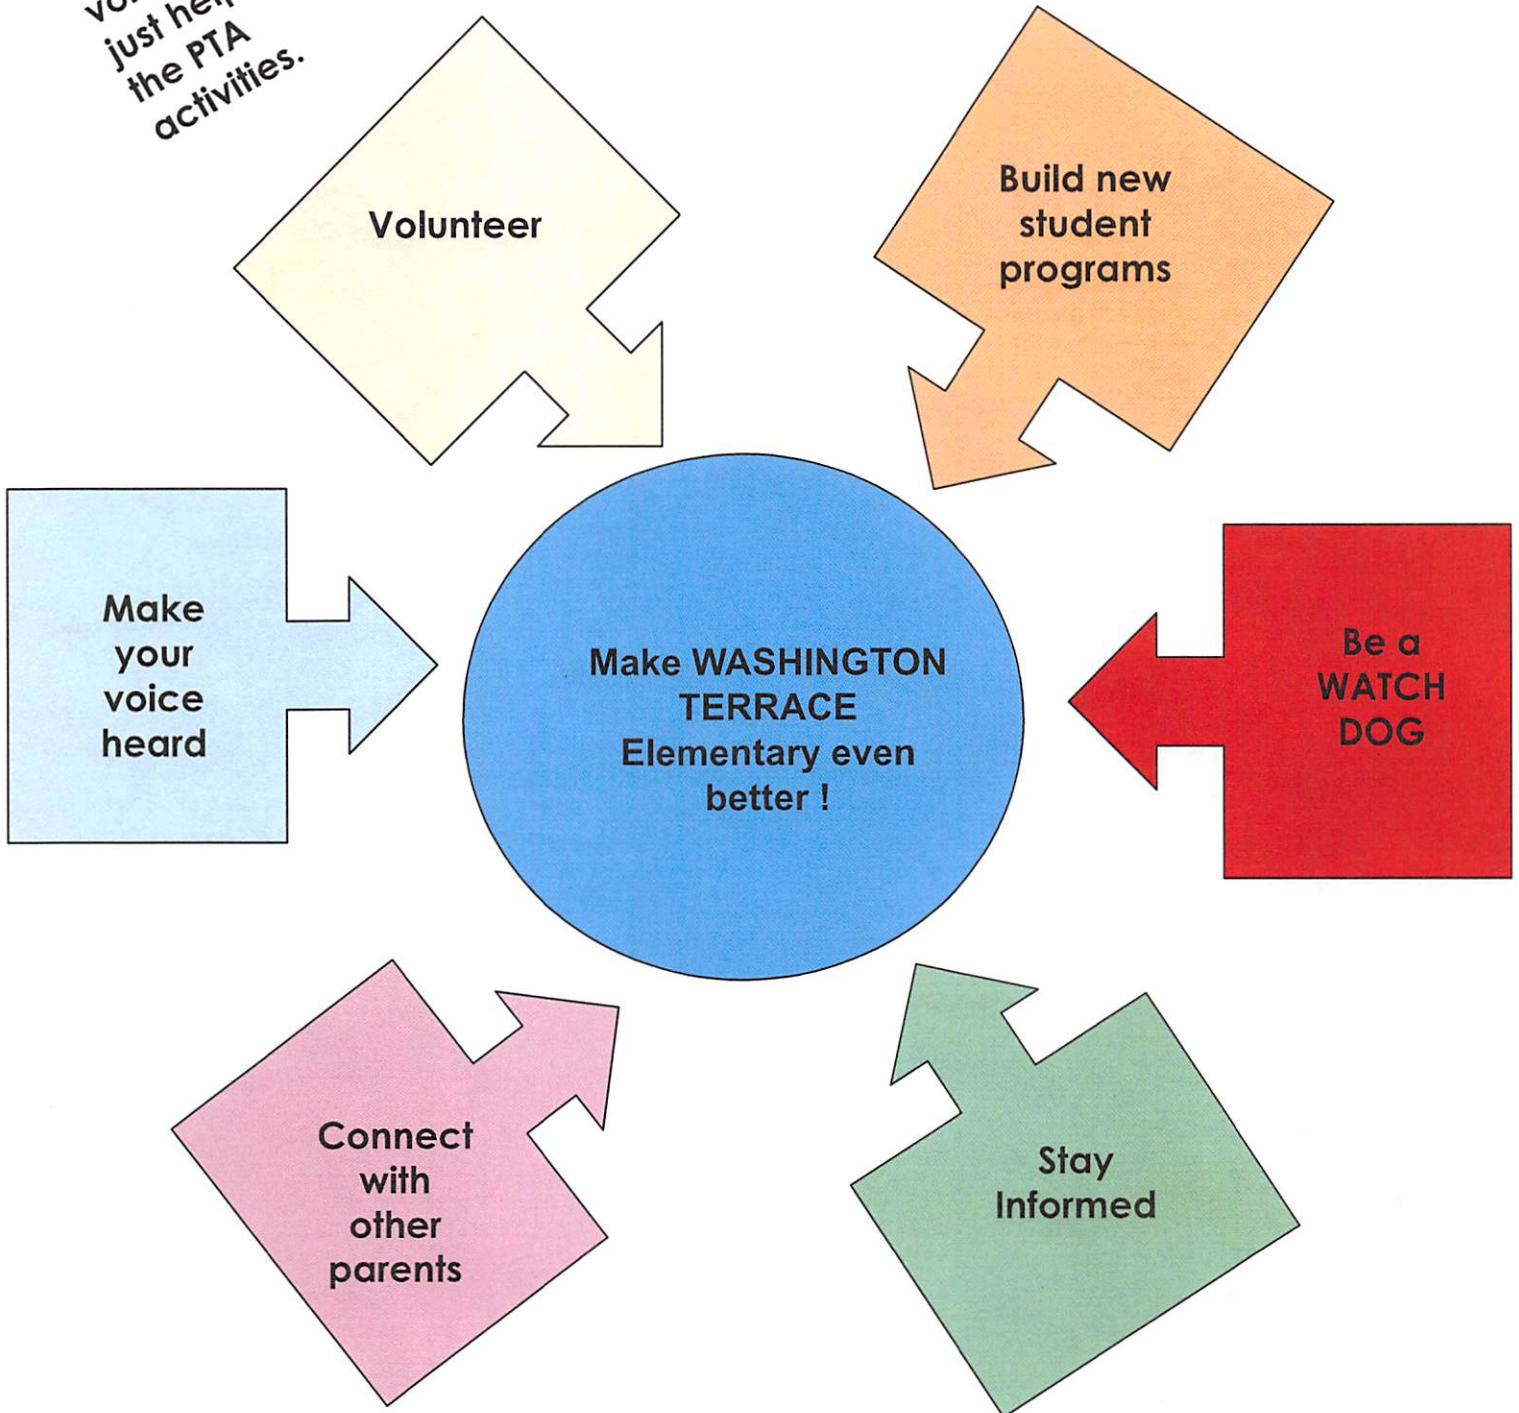 just help
the PTA
activities.
Volunteer
Build new
student
programs
Make
your
voice
heard
Make WASHINGTON
TERRACE
Elementary even
better !
Be a
WATCH
DOG
Connect
with
other
parents
Stay
Informed